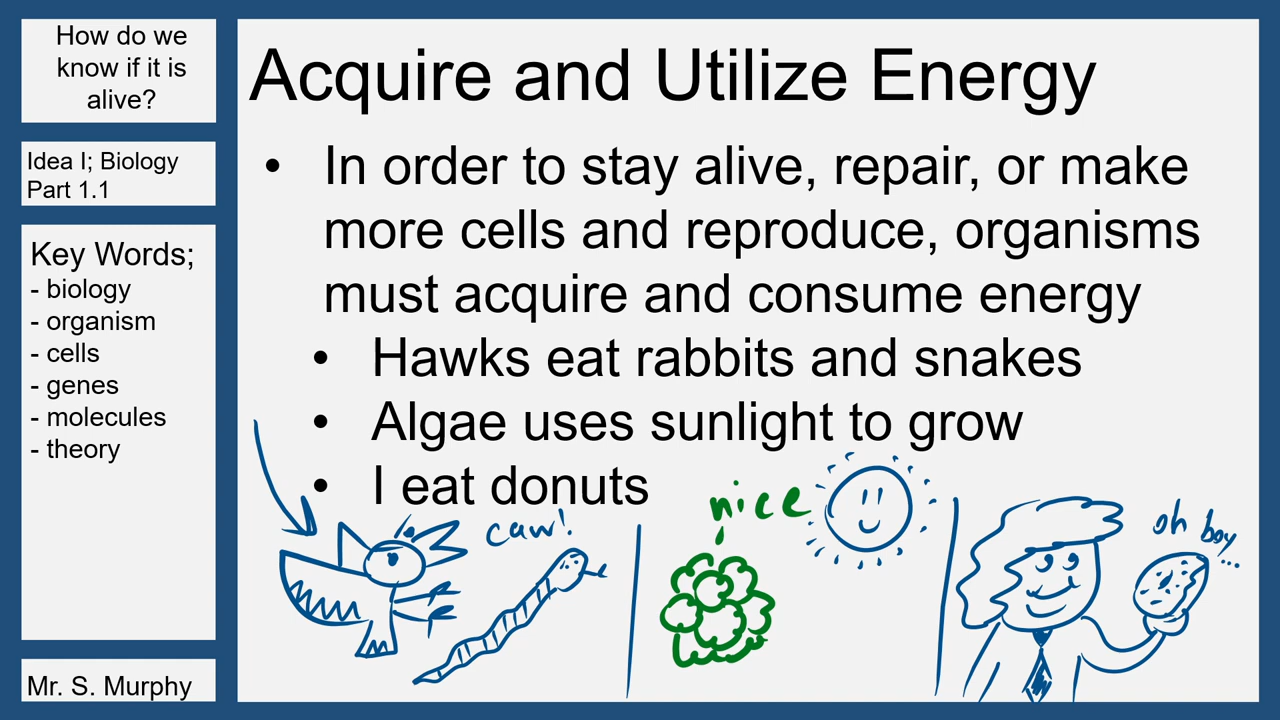 How do we
know if it is
alive?
Idea I; Biology
Part 1.1
Key Words;
- biology
- organism
- cells
- genes
- molecules
- theory
Mr. S. Murphy
Acquire and Utilize Energy
• In order to stay alive, repair, or make
more cells and reproduce, organisms
must acquire and consume energy
• Hawks eat rabbits and snakes
• Algae uses sunlight to grow
• I eat donuts
caw!
nice
oh boy...